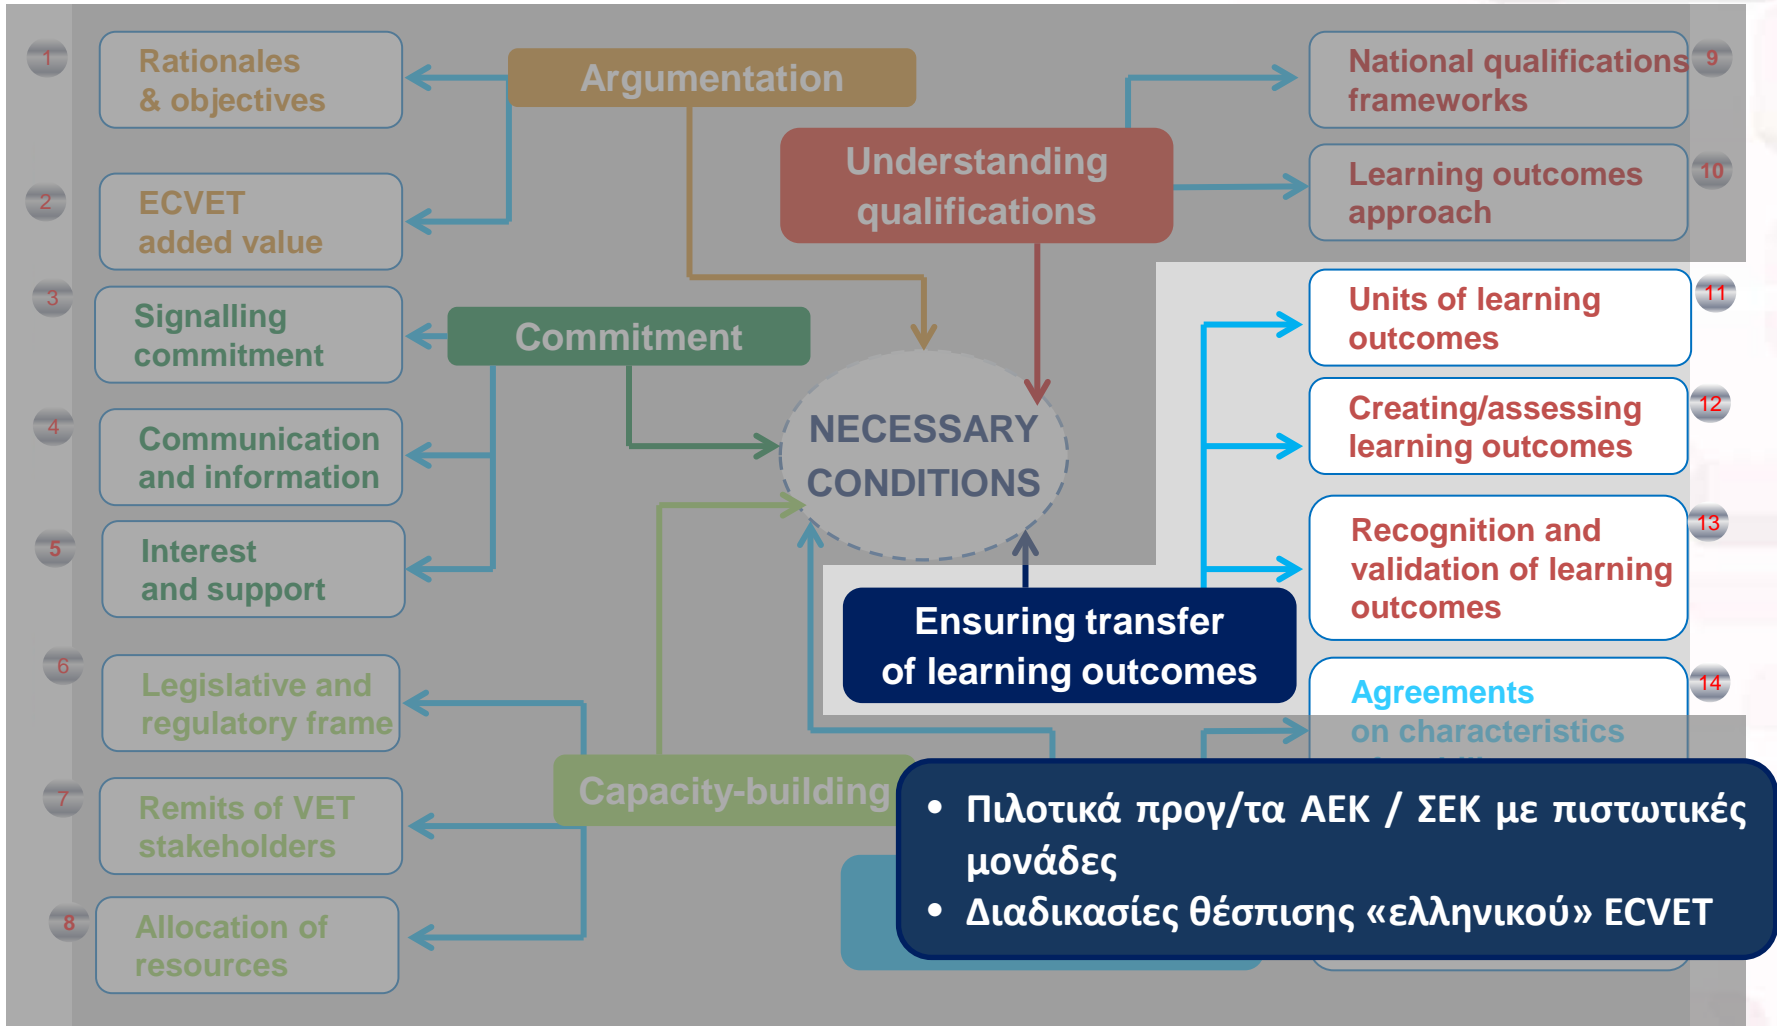 1
Rationales
& objectives
2
ECVET
added value
3
Signalling
commitment
4
Communication
and information
5
Interest
and support
6
Legislative and
regulatory frame
7
Remits of VET
stakeholders
8
Allocation of
resources
Argumentation
Commitment
Capacity-building
Understanding
qualifications
NECESSARY
CONDITIONS
Ensuring transfer
of learning outcomes
National qualifications
frameworks
9
Learning outcomes
approach
10
Units of learning
outcomes
11
Creating/assessing
learning outcomes
12
Recognition and
validation of learning
outcomes
13
Agreements
on characteristics
14
• Πιλοτικά προγ/τα ΑΕΚ / ΣΕΚ με πιστωτικές
μονάδες
• Διαδικασίες θέσπισης «ελληνικού» ECVET